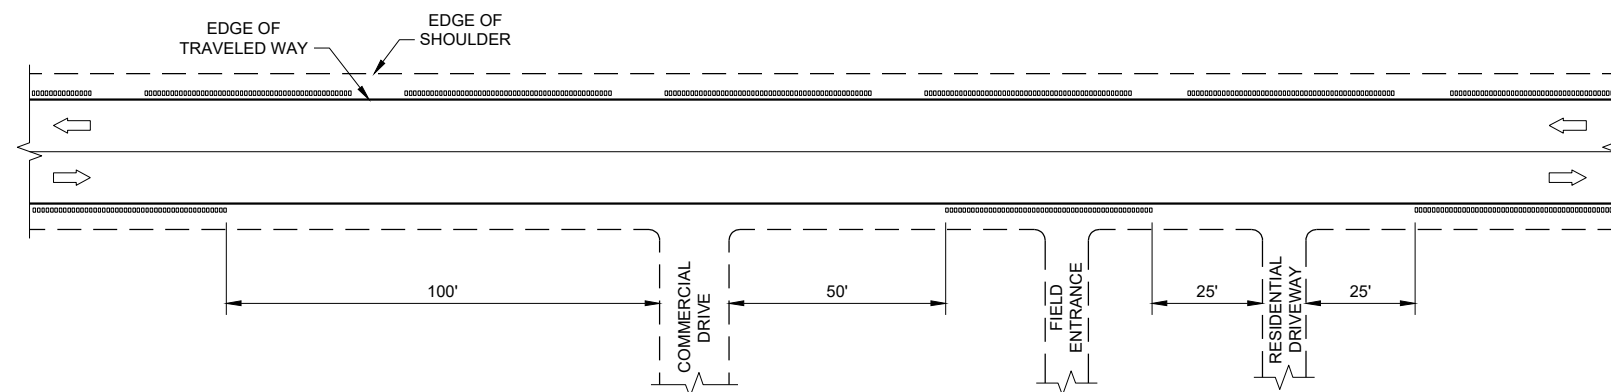 EDGE OF
TRAVELED WAY
EDGE OF
SHOULDER
100'
COMMERCIAL
DRIVE
50'
FIELD
ENTRANCE
25'
RESIDENTIAL
DRIVEWAY
25'